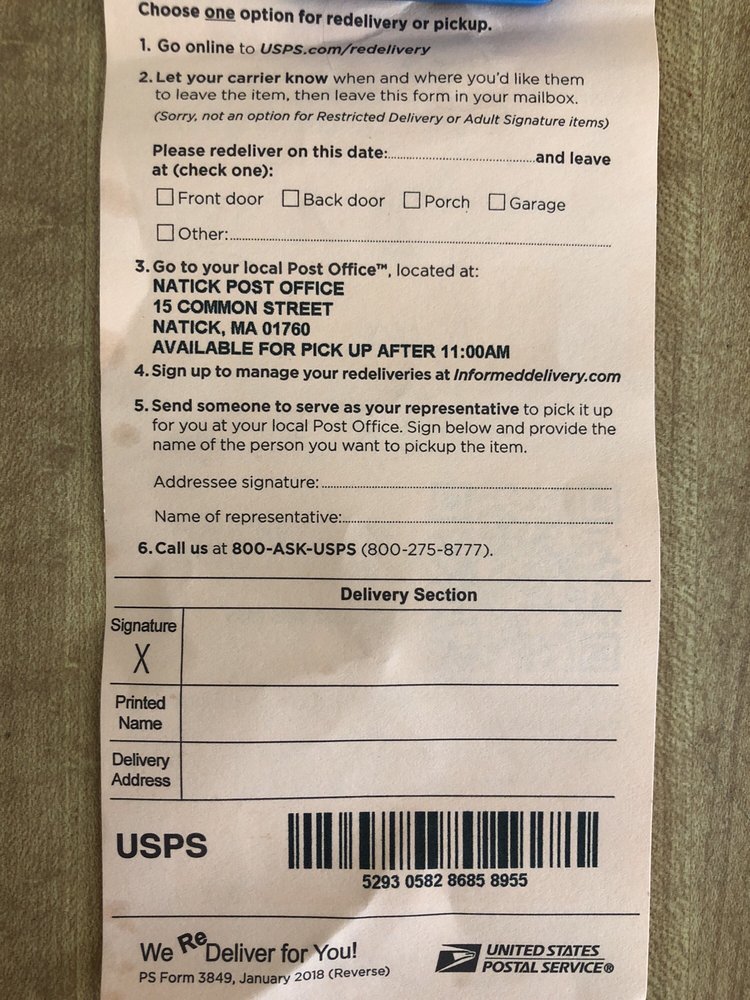 Choose one option for redelivery or pickup.
1. Go online to USPS.com/redelivery
2. Let your carrier know when and where you'd like them
to leave the item, then leave this form in your mailbox.
(Sorry, not an option for Restricted Delivery or Adult Signature items)
Please redeliver on this date:..............................and leave
at (check one):
☐ Front door ☐ Back door ☐ Porch ☐ Garage
☐ Other:..............................
3. Go to your local Post Office™, located at:
NATICK POST OFFICE
15 COMMON STREET
NATICK, MA 01760
AVAILABLE FOR PICK UP AFTER 11:00AM
4. Sign up to manage your redeliveries at Informeddelivery.com
5. Send someone to serve as your representative to pick it up
for you at your local Post Office. Sign below and provide the
name of the person you want to pickup the item.
Addressee signature:..............................
Name of representative:..............................
6. Call us at 800-ASK-USPS (800-275-8777).
Delivery Section
Signature
X
Printed
Name
Delivery
Address
USPS
5293 0582 8685 8955
We ReDeliver for You!
PS Form 3849, January 2018 (Reverse)
UNITED STATES
POSTAL SERVICE®